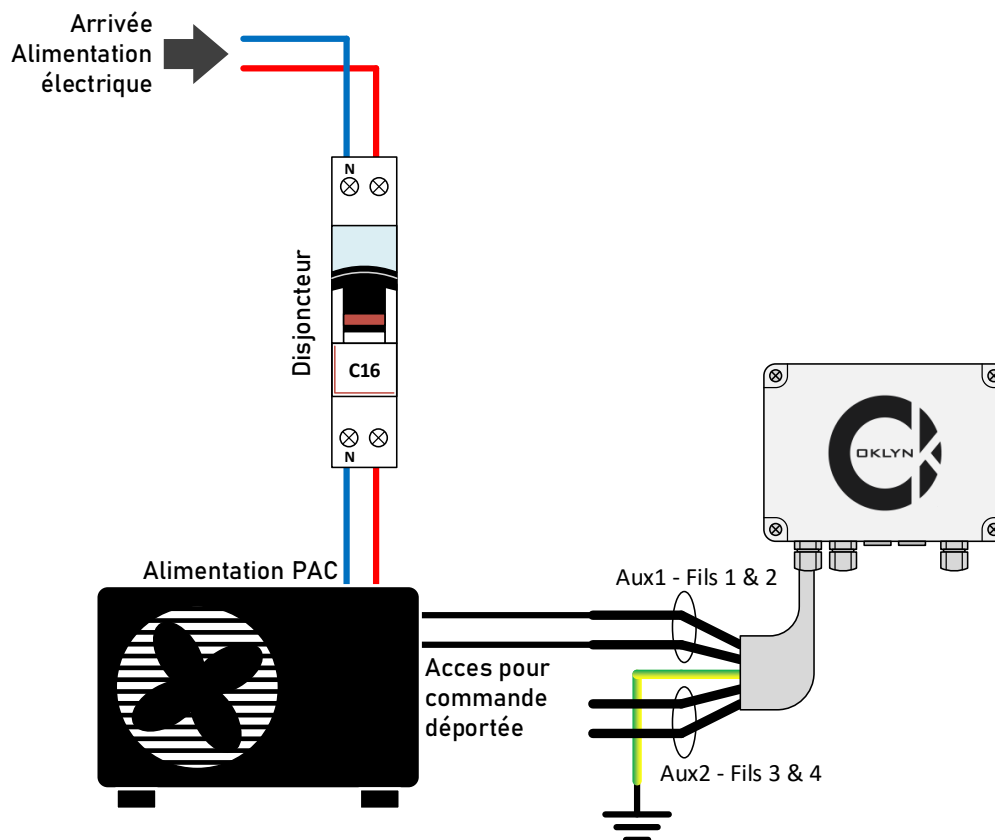 Arrivée
Alimentation
électrique
N
Disjoncteur
C16
N
OKLYN
Alimentation PAC
Aux1 - Fils 1 & 2
Acces pour
commande
déportée
Aux2 - Fils 3 & 4